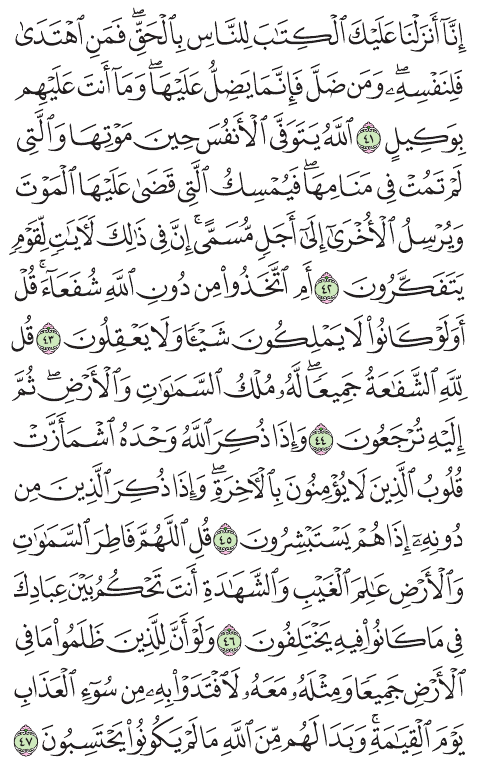 إِنَّآ أَنزَلْنَا عَلَيْكَ ٱلْكِتَٰبَ لِلنَّاسِ بِٱلْحَقِّ ۖ فَمَنِ ٱهْتَدَىٰ
فَلِنَفْسِهِۦ ۖ وَمَن ضَلَّ فَإِنَّمَا يَضِلُّ عَلَيْهَا ۖ وَمَآ أَنتَ عَلَيْهِم
بِوَكِيلٍ ٤١ ٱللَّهُ يَتَوَفَّى ٱلْأَنفُسَ حِينَ مَوْتِهَا وَٱلَّتِى
لَمْ تَمُتْ فِى مَنَامِهَا ۖ فَيُمْسِكُ ٱلَّتِى قَضَىٰ عَلَيْهَا ٱلْمَوْتَ
وَيُرْسِلُ ٱلْأُخْرَىٰٓ إِلَىٰٓ أَجَلٍ مُّسَمًّى ۚ إِنَّ فِى ذَٰلِكَ لَءَايَٰتٍ لِّقَوْمٍ
يَتَفَكَّرُونَ ٤٢ أَمِ ٱتَّخَذُوا۟ مِن دُونِ ٱللَّهِ شُفَعَآءَ ۚ قُلْ
أَوَلَوْ كَانُوا۟ لَا يَمْلِكُونَ شَيْـًٔا وَلَا يَعْقِلُونَ ٤٣ قُل
لِّلَّهِ ٱلشَّفَٰعَةُ جَمِيعًا ۖ لَّهُۥ مُلْكُ ٱلسَّمَٰوَٰتِ وَٱلْأَرْضِ ۖ ثُمَّ
إِلَيْهِ تُرْجَعُونَ ٤٤ وَإِذَا ذُكِرَ ٱللَّهُ وَحْدَهُ ٱشْمَأَزَّتْ
قُلُوبُ ٱلَّذِينَ لَا يُؤْمِنُونَ بِٱلْءَاخِرَةِ ۖ وَإِذَا ذُكِرَ ٱلَّذِينَ مِن
دُونِهِۦٓ إِذَا هُمْ يَسْتَبْشِرُونَ ٤٥ قُلِ ٱللَّهُمَّ فَاطِرَ ٱلسَّمَٰوَٰتِ
وَٱلْأَرْضِ عَٰلِمَ ٱلْغَيْبِ وَٱلشَّهَٰدَةِ أَنتَ تَحْكُمُ بَيْنَ عِبَادِكَ
فِى مَا كَانُوا۟ فِيهِ يَخْتَلِفُونَ ٤٦ وَلَوْ أَنَّ لِلَّذِينَ ظَلَمُوا۟ مَا فِى
ٱلْأَرْضِ جَمِيعًا وَمِثْلَهُۥ مَعَهُۥ لَٱفْتَدَوْا۟ بِهِۦ مِن سُوٓءِ ٱلْعَذَابِ
يَوْمَ ٱلْقِيَٰمَةِ ۚ وَبَدَا لَهُم مِّنَ ٱللَّهِ مَا لَمْ يَكُونُوا۟ يَحْتَسِبُونَ ٤٧